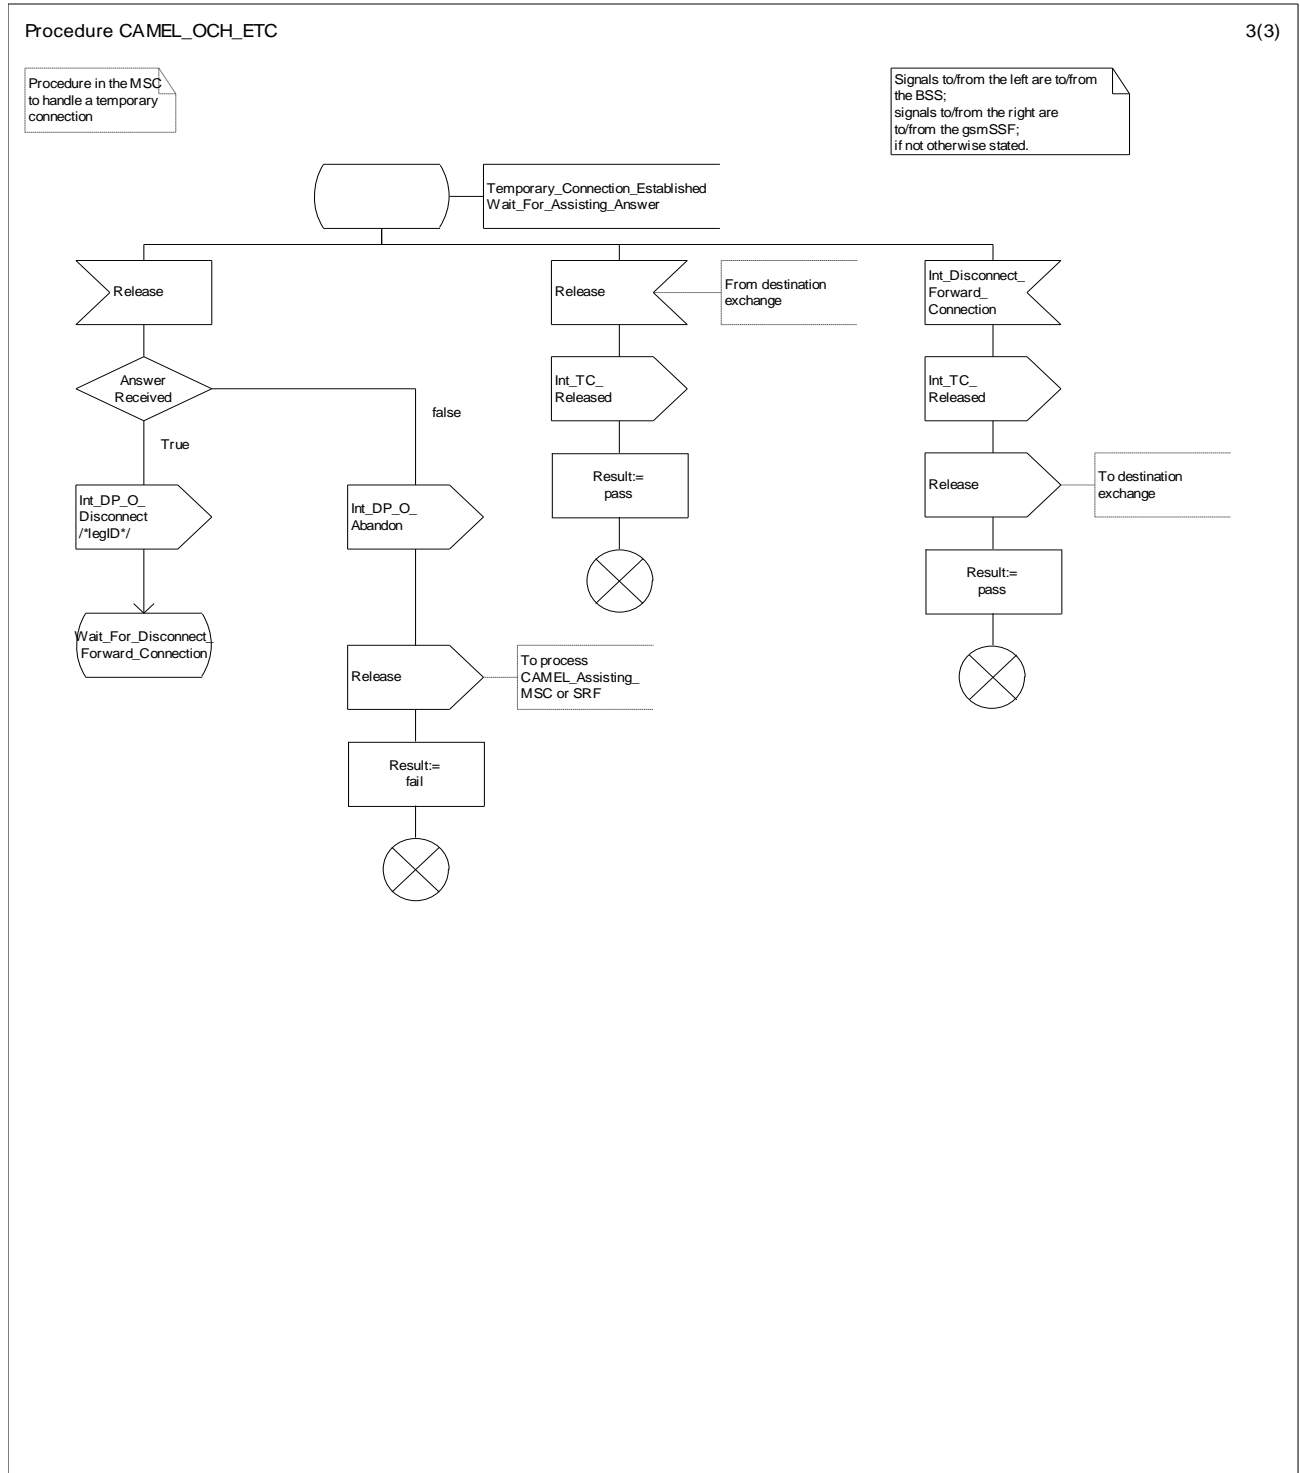 Procedure CAMEL_OCH_ETC
3(3)
Procedure in the MSC
to handle a temporary
connection
Signals to/from the left are to/from
the BSS;
signals to/from the right are
to/from the gsmSSF;
if not otherwise stated.
Temporary_Connection_Established
Wait_For_Assisting_Answer
Release
Release
From destination
exchange
Int_Disconnect_
Forward_
Connection
Answer
Received
false
True
Int_TC_
Released
Int_TC_
Released
Result:=
pass
Release
To destination
exchange
Int_DP_O_
Disconnect
/*legID*/
Int_DP_O_
Abandon
Result:=
pass
Wait_For_Disconnect_
Forward_Connection
Release
To process
CAMEL_Assisting_
MSC or SRF
Result:=
fail